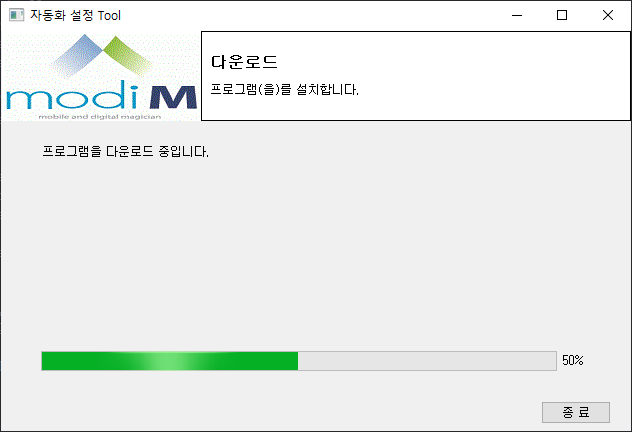 자동화 설정 Tool
modi M
mobile and digital magician
다운로드
프로그램(을)를 설치합니다.
프로그램을 다운로드 중입니다.
50%
종 료